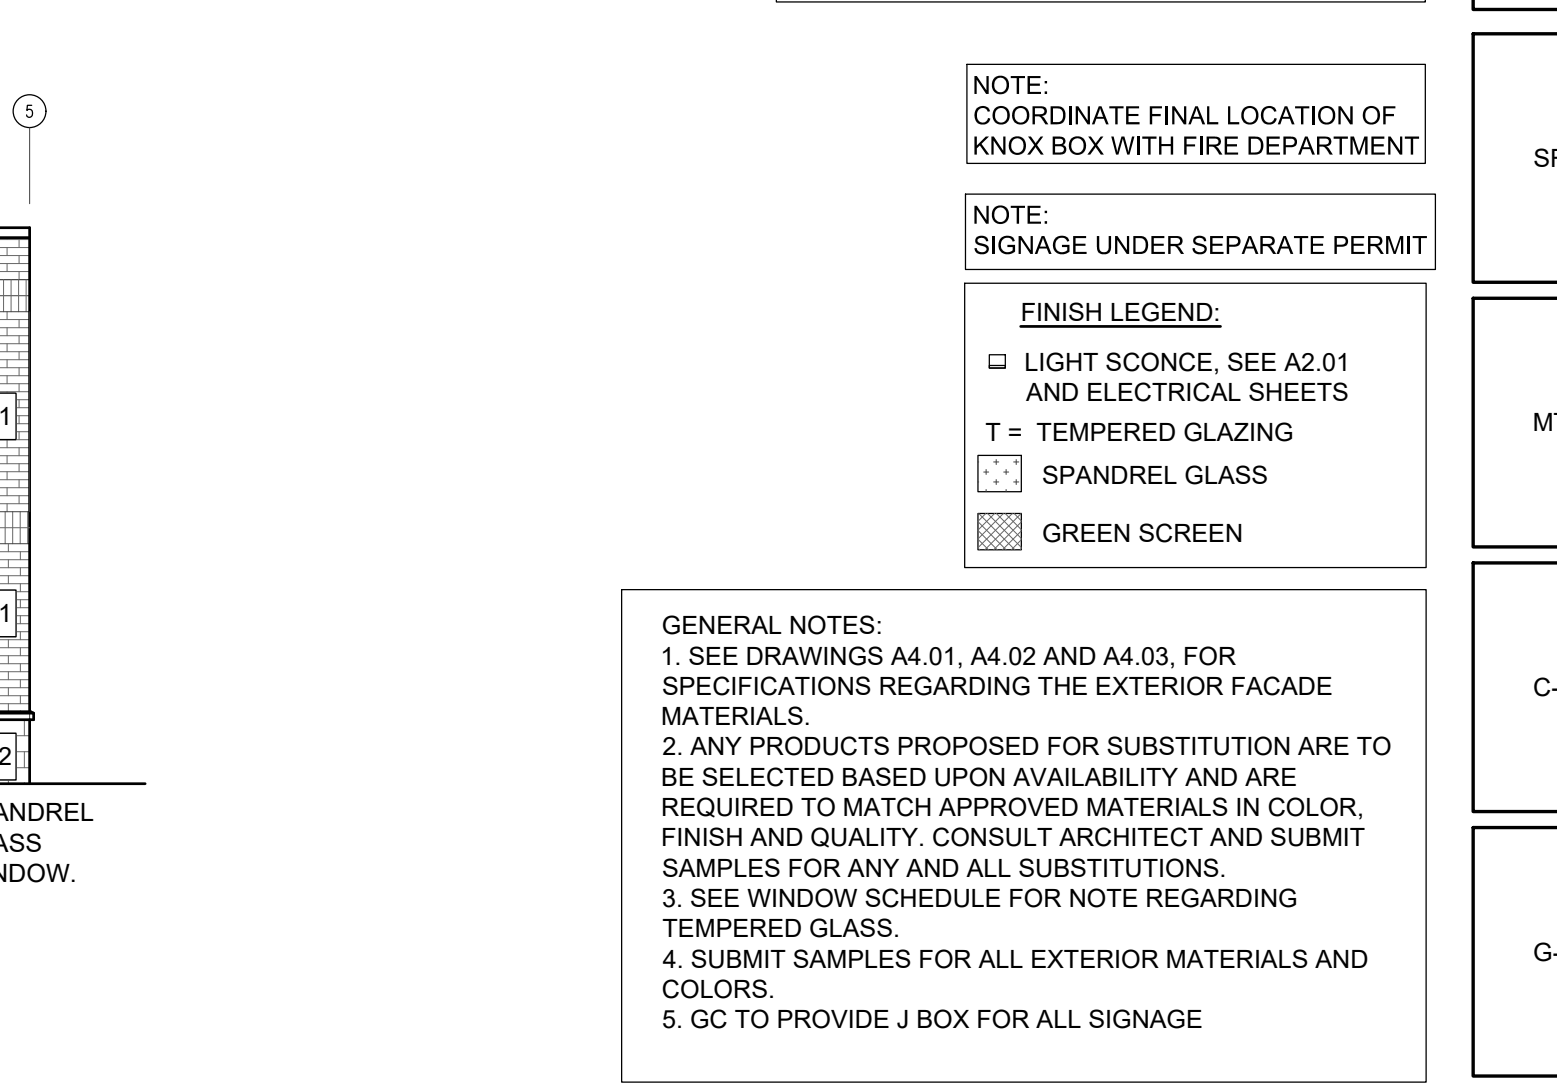 5
1
1
2
NOTE:
COORDINATE FINAL LOCATION OF
KNOX BOX WITH FIRE DEPARTMENT
NOTE:
SIGNAGE UNDER SEPARATE PERMIT
FINISH LEGEND:
LIGHT SCONCE, SEE A2.01
AND ELECTRICAL SHEETS
T = TEMPERED GLAZING
SPANDREL GLASS
GREEN SCREEN
GENERAL NOTES:
1. SEE DRAWINGS A4.01, A4.02 AND A4.03, FOR
SPECIFICATIONS REGARDING THE EXTERIOR FACADE
MATERIALS.
2. ANY PRODUCTS PROPOSED FOR SUBSTITUTION ARE TO
BE SELECTED BASED UPON AVAILABILITY AND ARE
REQUIRED TO MATCH APPROVED MATERIALS IN COLOR,
FINISH AND QUALITY. CONSULT ARCHITECT AND SUBMIT
SAMPLES FOR ANY AND ALL SUBSTITUTIONS.
3. SEE WINDOW SCHEDULE FOR NOTE REGARDING
TEMPERED GLASS.
4. SUBMIT SAMPLES FOR ALL EXTERIOR MATERIALS AND
COLORS.
5. GC TO PROVIDE J BOX FOR ALL SIGNAGE